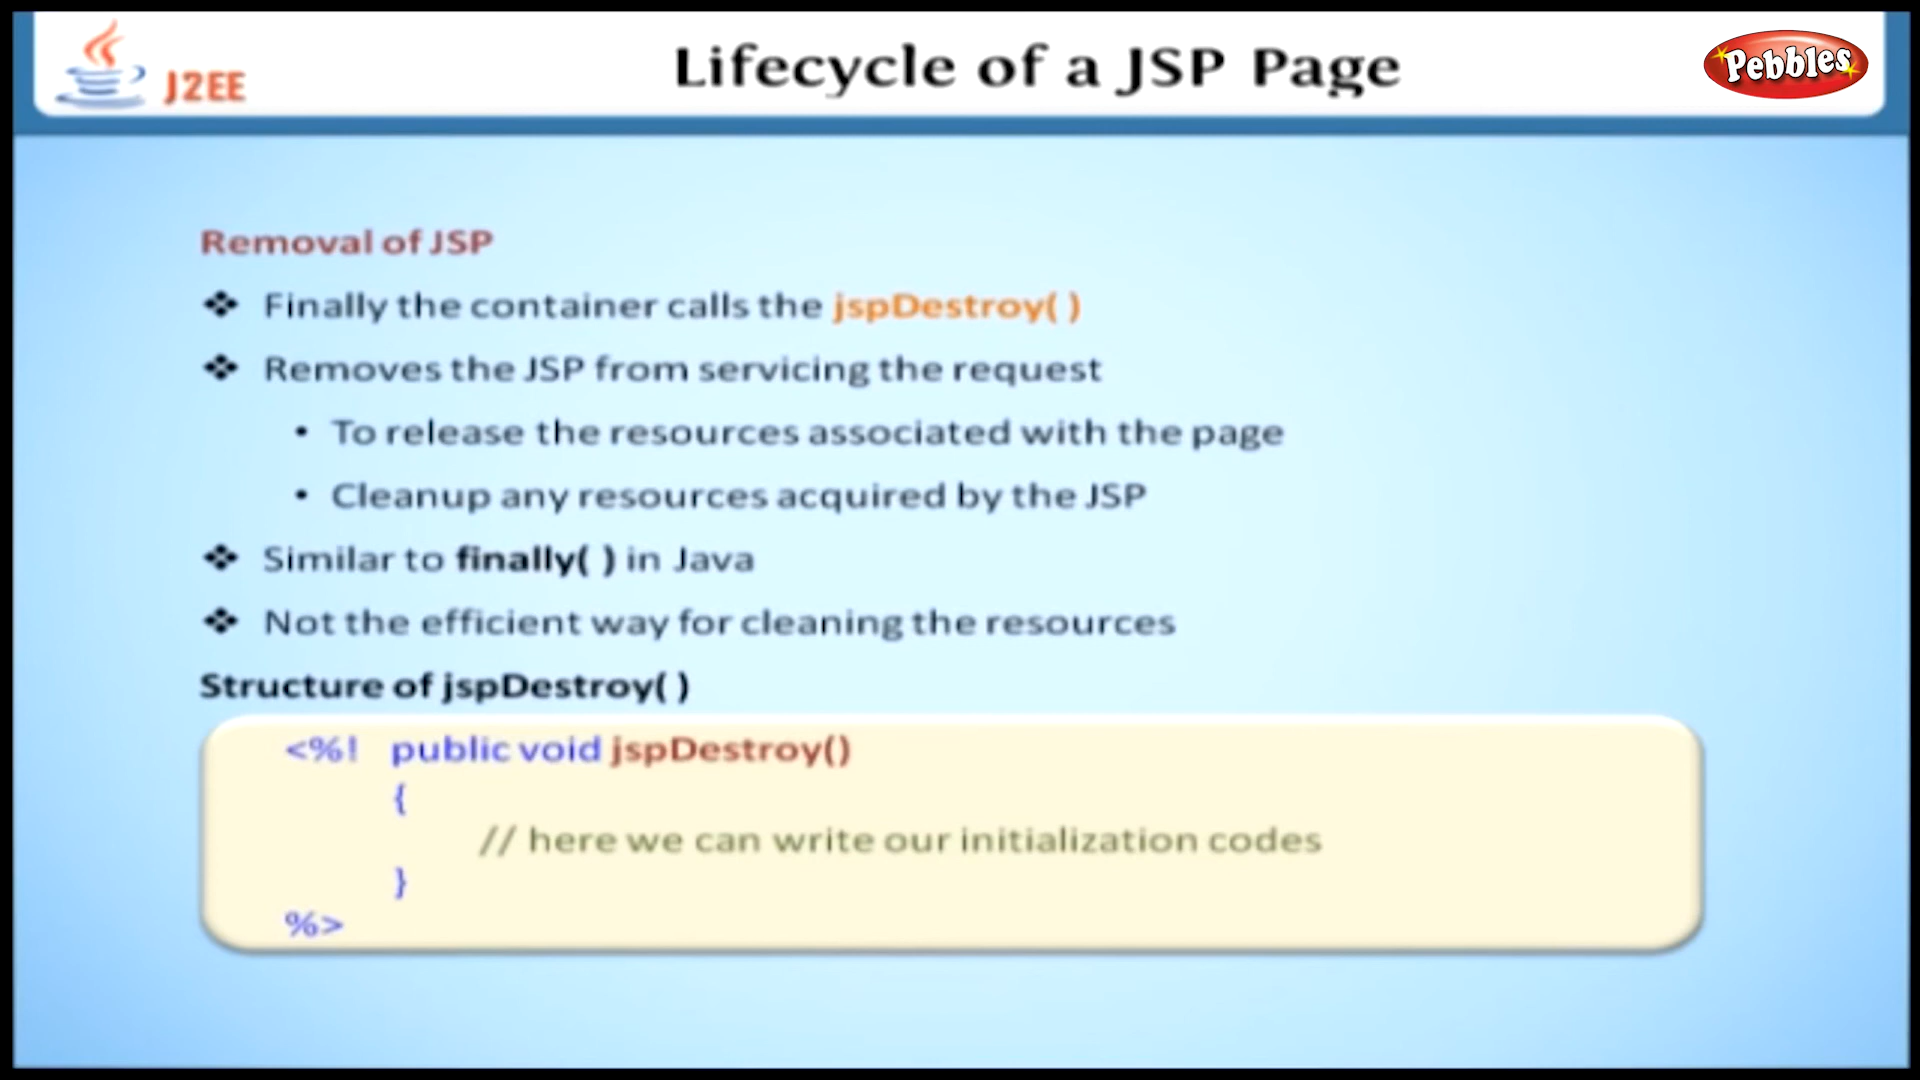 J2EE
Lifecycle of a JSP Page
Pebbles
Removal of JSP
❖ Finally the container calls the jspDestroy( )
❖ Removes the JSP from servicing the request
• To release the resources associated with the page
• Cleanup any resources acquired by the JSP
❖ Similar to finally( ) in Java
❖ Not the efficient way for cleaning the resources
Structure of jspDestroy( )
<%! public void jspDestroy()
{
// here we can write our initialization codes
}
%>